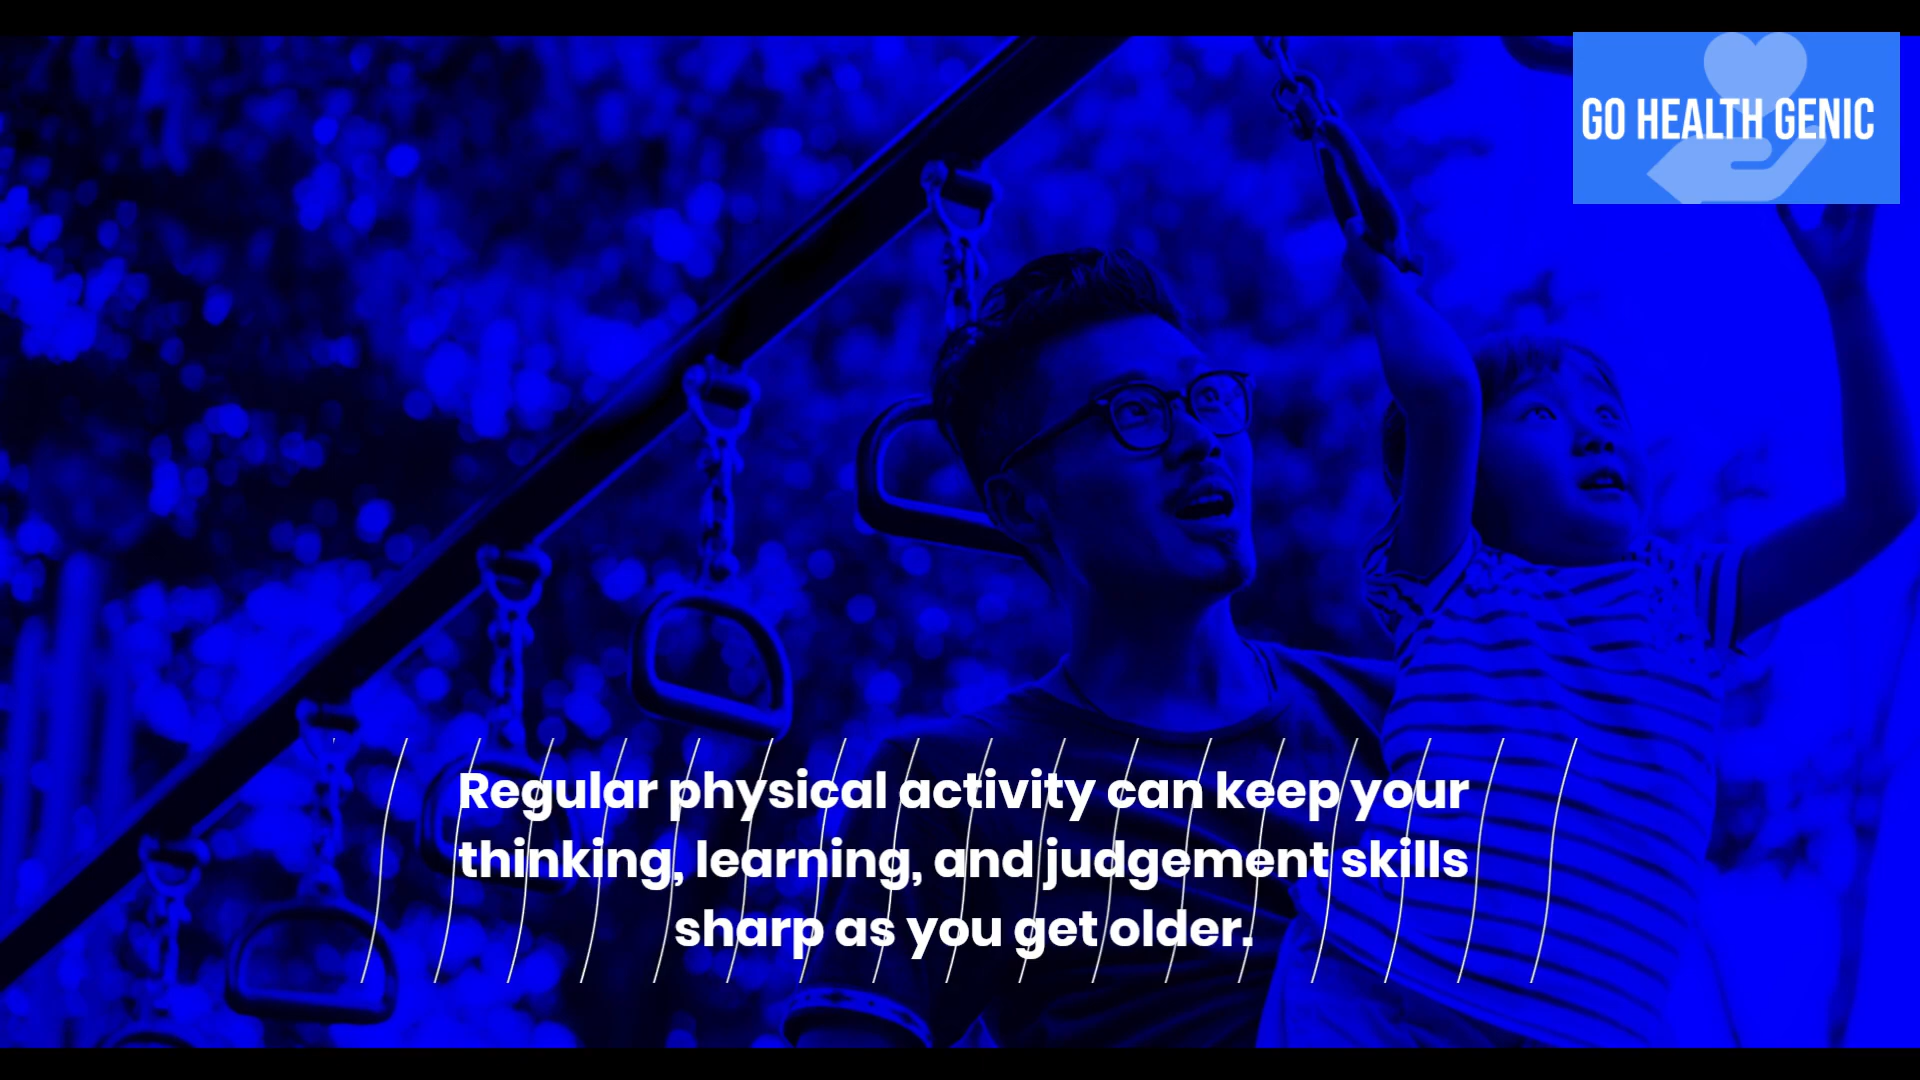 GO HEALTH GENIC
Regular physical activity can keep your
thinking, learning, and judgement skills
sharp as you get older.